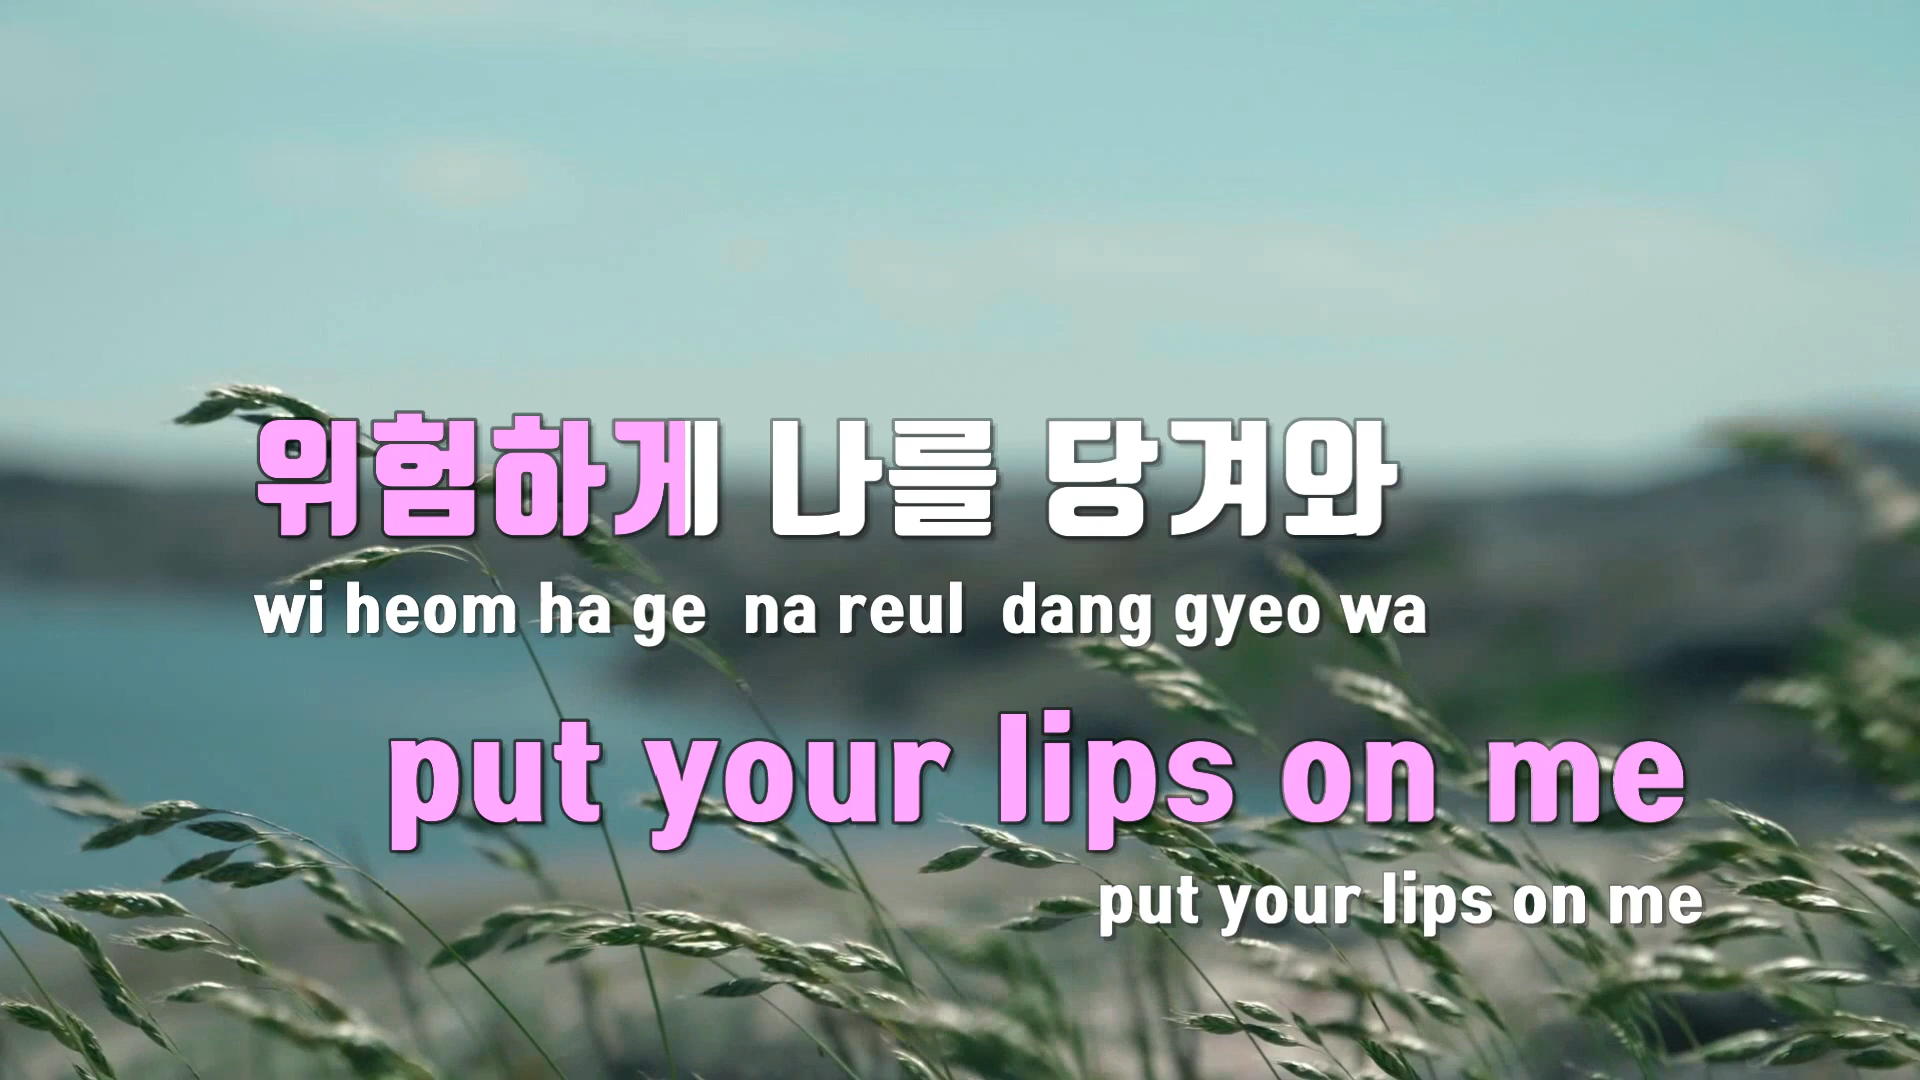 위험하게 나를 당겨와
wi heom ha ge na reul dang gyeo wa
put your lips on me
put your lips on me